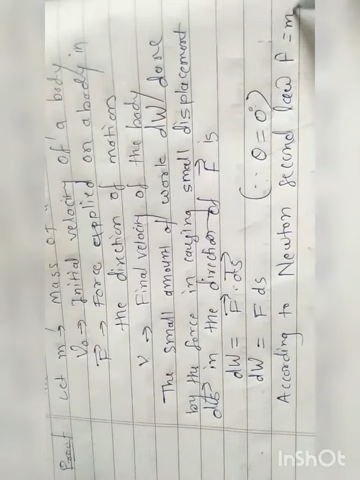 Proof Let m → Mass of a body
V₀ → Initial velocity of the body
F⃗ → Force applied on a body in
the direction of motions
V → Final velocity of the body
The small amount of work dW done
by the force in causing small displacement
ds⃗ in the direction of F⃗ is
dW = F⃗.ds⃗
dW = F ds (∵ θ = 0°)
According to Newton second law F = m
InShOt